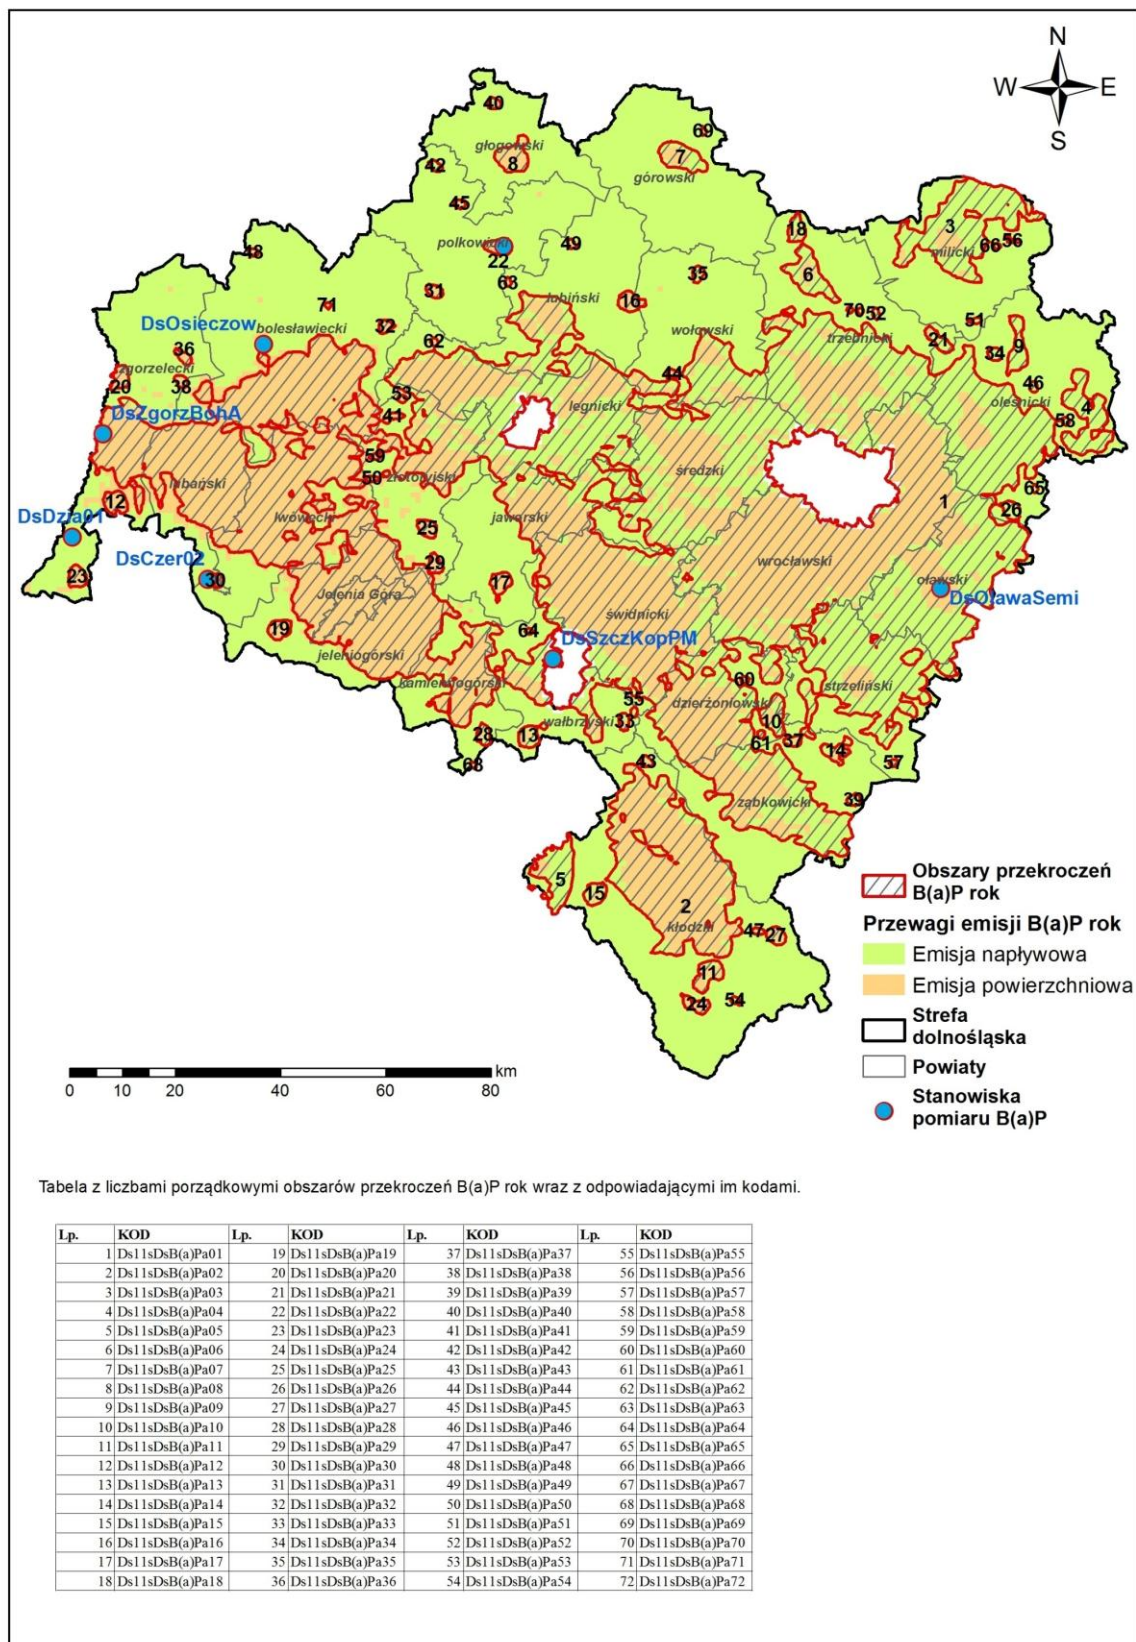 N
W E
S
40
głogowski
8
69
7
górowski
42
45
polkowicki
22
49
18
3
milicki
66
56
6
48
31
63
lubiński
16
35
70
52
trzebnicki
51
21
34
9
71
DsOsieczow
bolesławiecki
32
62
wołowski
36
zgorzelecki
20
38
53
41
44
legnicki
46
oleśnicki
4
58
DsZgorzBohA
59
50
złotoryjski
lubański
lwówecki
średzki
65
26
1
12
DsDzia01
25
jaworski
wrocławski
DsCzer02
23
30
29
17
Jelenia Góra
oławski
DsOlawaSemi
19
64
świdnicki
DsSzczKopPM
jeleniogórski
kamiennogórski
60
strzeliński
55
dzierżoniowski
wałbrzyski
33
10
28
13
61
37
14
57
68
43
39
ząbkowicki
5
15
2
kłodzki
47
27
11
24
54
Obszary przekroczeń
B(a)P rok
Przewagi emisji B(a)P rok
Emisja napływowa
Emisja powierzchniowa
Strefa
dolnośląska
Powiaty
Stanowiska
pomiaru B(a)P
km
0 10 20 40 60 80
Tabela z liczbami porządkowymi obszarów przekroczeń B(a)P rok wraz z odpowiadającymi im kodami.
Lp. KOD Lp. KOD Lp. KOD Lp. KOD
1 Ds11sDsB(a)Pa01 19 Ds11sDsB(a)Pa19 37 Ds11sDsB(a)Pa37 55 Ds11sDsB(a)Pa55
2 Ds11sDsB(a)Pa02 20 Ds11sDsB(a)Pa20 38 Ds11sDsB(a)Pa38 56 Ds11sDsB(a)Pa56
3 Ds11sDsB(a)Pa03 21 Ds11sDsB(a)Pa21 39 Ds11sDsB(a)Pa39 57 Ds11sDsB(a)Pa57
4 Ds11sDsB(a)Pa04 22 Ds11sDsB(a)Pa22 40 Ds11sDsB(a)Pa40 58 Ds11sDsB(a)Pa58
5 Ds11sDsB(a)Pa05 23 Ds11sDsB(a)Pa23 41 Ds11sDsB(a)Pa41 59 Ds11sDsB(a)Pa59
6 Ds11sDsB(a)Pa06 24 Ds11sDsB(a)Pa24 42 Ds11sDsB(a)Pa42 60 Ds11sDsB(a)Pa60
7 Ds11sDsB(a)Pa07 25 Ds11sDsB(a)Pa25 43 Ds11sDsB(a)Pa43 61 Ds11sDsB(a)Pa61
8 Ds11sDsB(a)Pa08 26 Ds11sDsB(a)Pa26 44 Ds11sDsB(a)Pa44 62 Ds11sDsB(a)Pa62
9 Ds11sDsB(a)Pa09 27 Ds11sDsB(a)Pa27 45 Ds11sDsB(a)Pa45 63 Ds11sDsB(a)Pa63
10 Ds11sDsB(a)Pa10 28 Ds11sDsB(a)Pa28 46 Ds11sDsB(a)Pa46 64 Ds11sDsB(a)Pa64
11 Ds11sDsB(a)Pa11 29 Ds11sDsB(a)Pa29 47 Ds11sDsB(a)Pa47 65 Ds11sDsB(a)Pa65
12 Ds11sDsB(a)Pa12 30 Ds11sDsB(a)Pa30 48 Ds11sDsB(a)Pa48 66 Ds11sDsB(a)Pa66
13 Ds11sDsB(a)Pa13 31 Ds11sDsB(a)Pa31 49 Ds11sDsB(a)Pa49 67 Ds11sDsB(a)Pa67
14 Ds11sDsB(a)Pa14 32 Ds11sDsB(a)Pa32 50 Ds11sDsB(a)Pa50 68 Ds11sDsB(a)Pa68
15 Ds11sDsB(a)Pa15 33 Ds11sDsB(a)Pa33 51 Ds11sDsB(a)Pa51 69 Ds11sDsB(a)Pa69
16 Ds11sDsB(a)Pa16 34 Ds11sDsB(a)Pa34 52 Ds11sDsB(a)Pa52 70 Ds11sDsB(a)Pa70
17 Ds11sDsB(a)Pa17 35 Ds11sDsB(a)Pa35 53 Ds11sDsB(a)Pa53 71 Ds11sDsB(a)Pa71
18 Ds11sDsB(a)Pa18 36 Ds11sDsB(a)Pa36 54 Ds11sDsB(a)Pa54 72 Ds11sDsB(a)Pa72